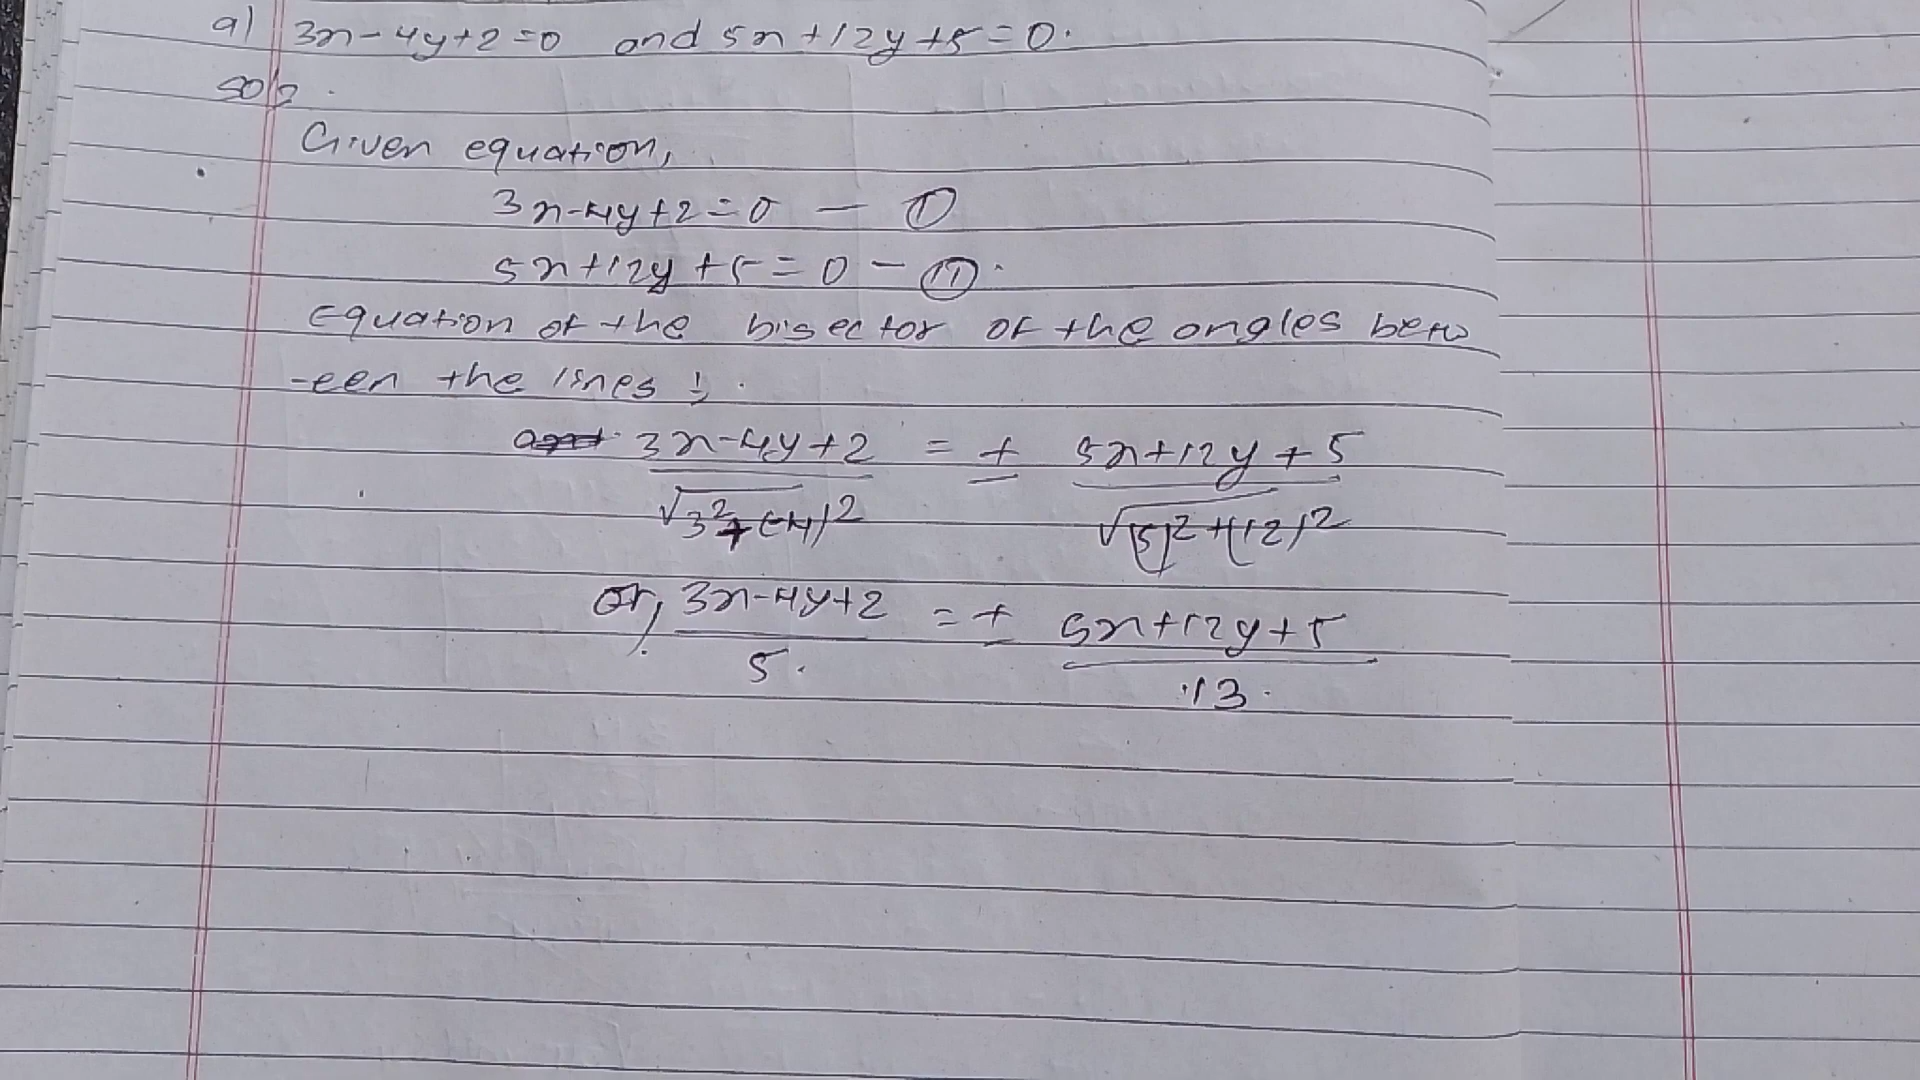 a) 3x-4y+2=0 and 5x+12y+5=0.
Soln.
Given equation,
3x-4y+2=0 — (I)
5x+12y+5=0 — (II).
Equation of the bisector of the angles betw
-een the lines ;
3x-4y+2 = ± 5x+12y+5
√3²+(-4)² √(5)²+(12)²
or, 3x-4y+2 = ± 5x+12y+5
5. 13.